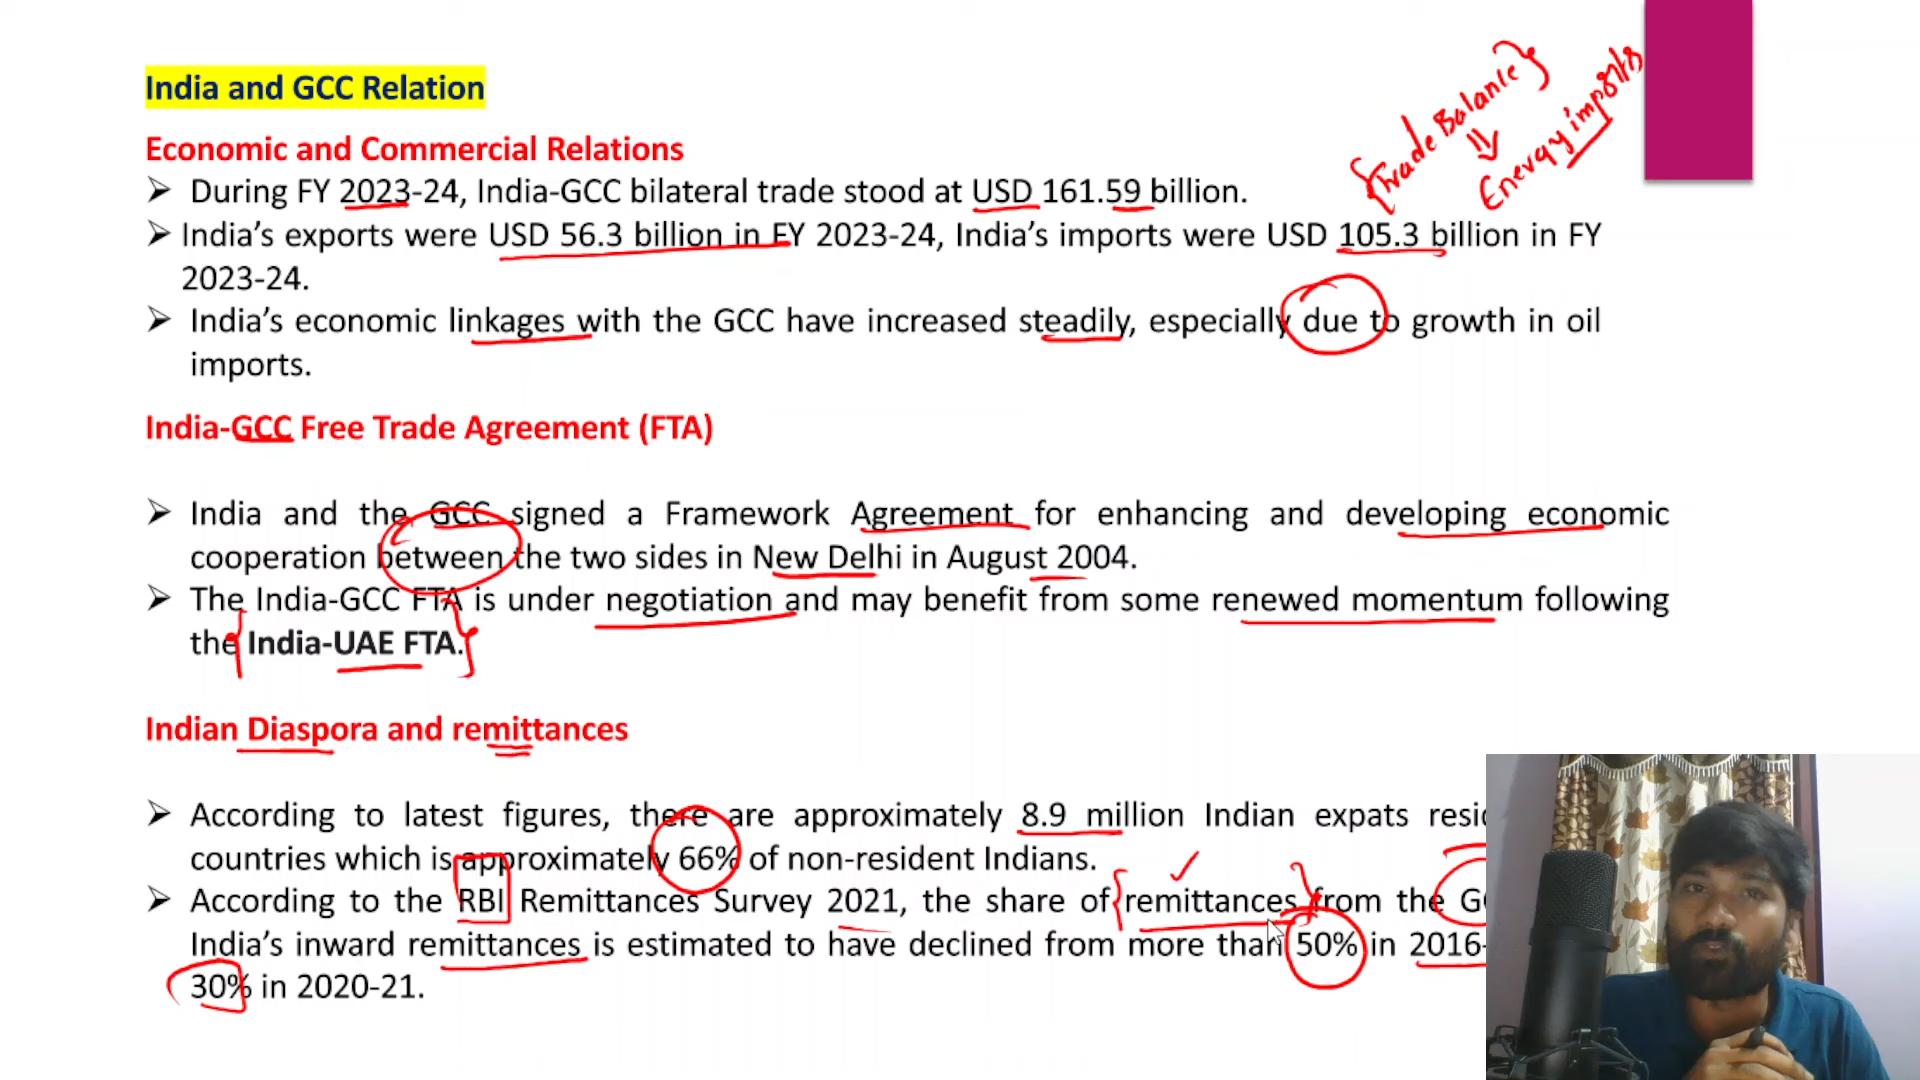 India and GCC Relation
Economic and Commercial Relations
During FY 2023-24, India-GCC bilateral trade stood at USD 161.59 billion.
India's exports were USD 56.3 billion in FY 2023-24, India's imports were USD 105.3 billion in FY
2023-24.
India's economic linkages with the GCC have increased steadily, especially due to growth in oil
imports.
{Trade Balance}
Energy imports
India-GCC Free Trade Agreement (FTA)
India and the GCC signed a Framework Agreement for enhancing and developing economic
cooperation between the two sides in New Delhi in August 2004.
The India-GCC FTA is under negotiation and may benefit from some renewed momentum following
the India-UAE FTA.
Indian Diaspora and remittances
According to latest figures, there are approximately 8.9 million Indian expats
countries which is approximately 66% of non-resident Indians.
According to the RBI Remittances Survey 2021, the share of remittances from the
India's inward remittances is estimated to have declined from more than 50% in 2016-
30% in 2020-21.